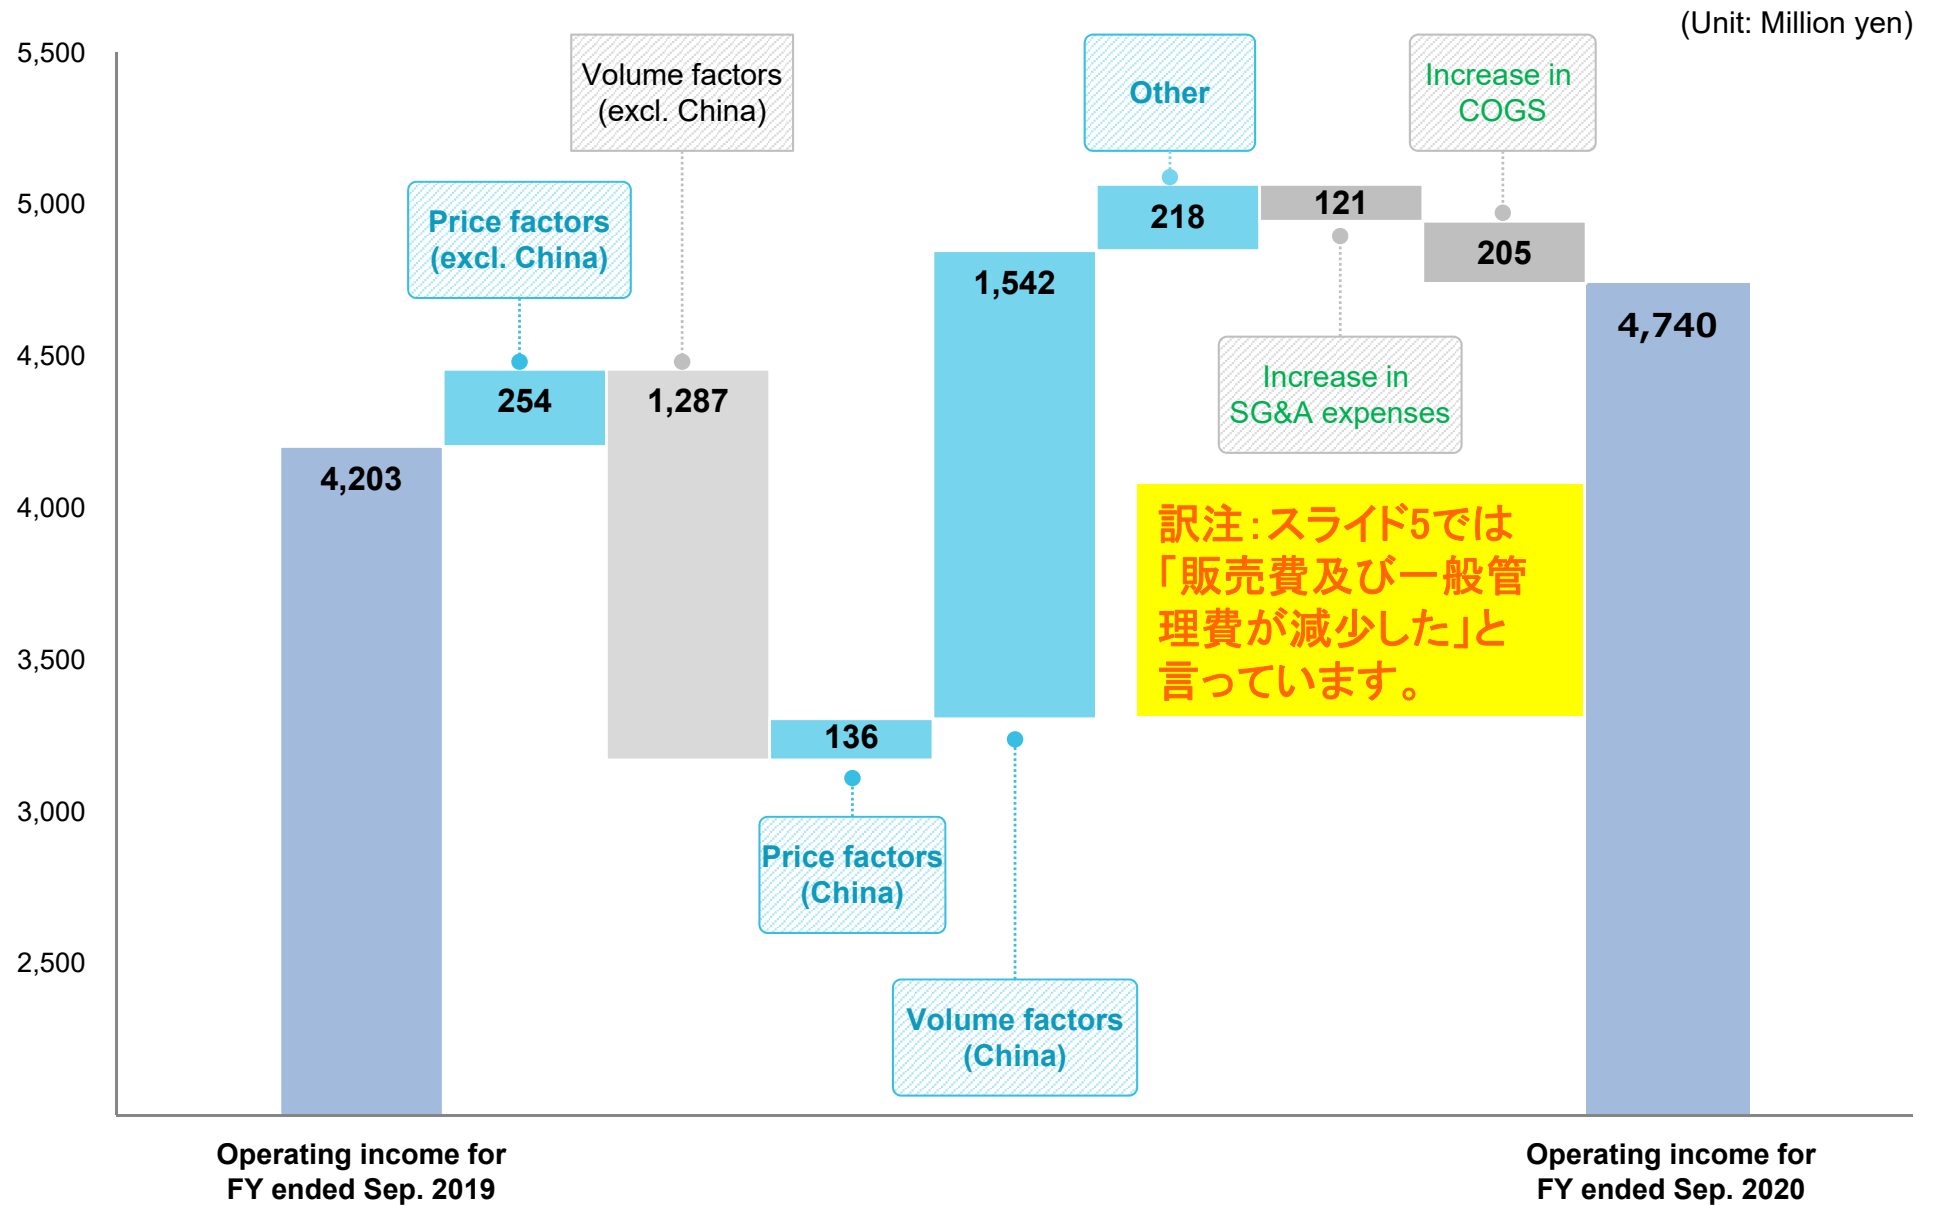 (Unit: Million yen)
5,500
5,000
4,500
4,000
3,500
3,000
2,500
Volume factors
(excl. China)
Other
Increase in
COGS
Price factors
(excl. China)
4,203
254
1,287
136
1,542
218
121
205
4,740
Increase in
SG&A expenses
訳注：スライド5では
「販売費及び一般管
理費が減少した」と
言っています。
Price factors
(China)
Volume factors
(China)
Operating income for
FY ended Sep. 2019
Operating income for
FY ended Sep. 2020